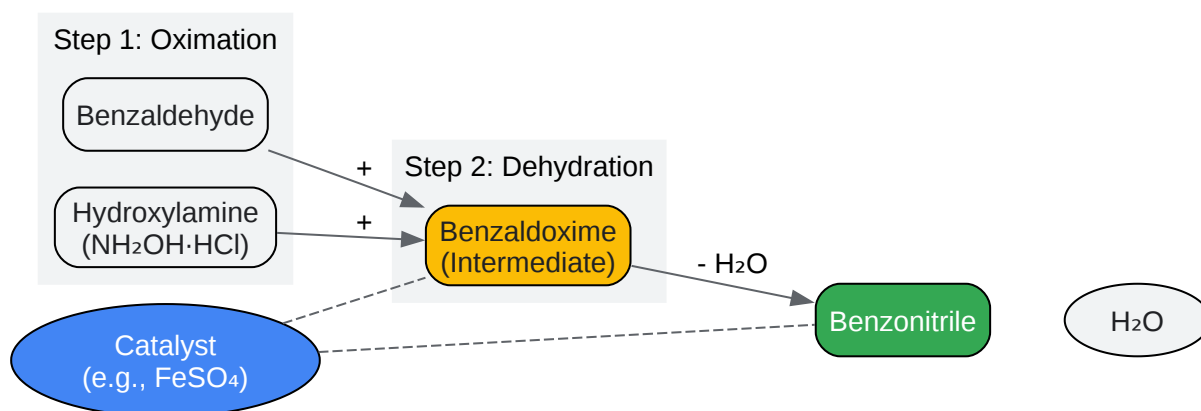 Step 1: Oximation
Benzaldehyde
+
Step 2: Dehydration
Hydroxylamine
(NH₂OH·HCl)
+
Benzaldoxime
(Intermediate)
- H₂O
Catalyst
(e.g., FeSO₄)
Benzonitrile
H₂O